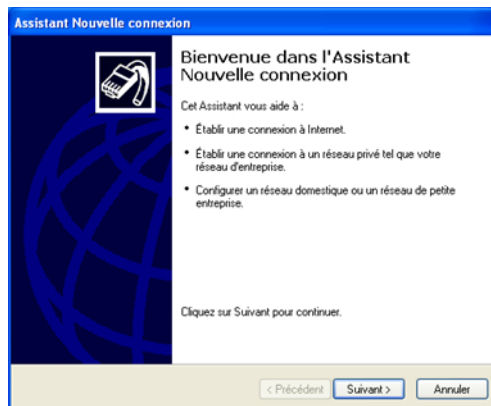 Assistant Nouvelle connexion
Bienvenue dans l'Assistant
Nouvelle connexion
Cet Assistant vous aide à :
• Établir une connexion à Internet.
• Établir une connexion à un réseau privé tel que votre
réseau d'entreprise.
• Configurer un réseau domestique ou un réseau de petite
entreprise.
Cliquez sur Suivant pour continuer.
< Précédent Suivant > Annuler